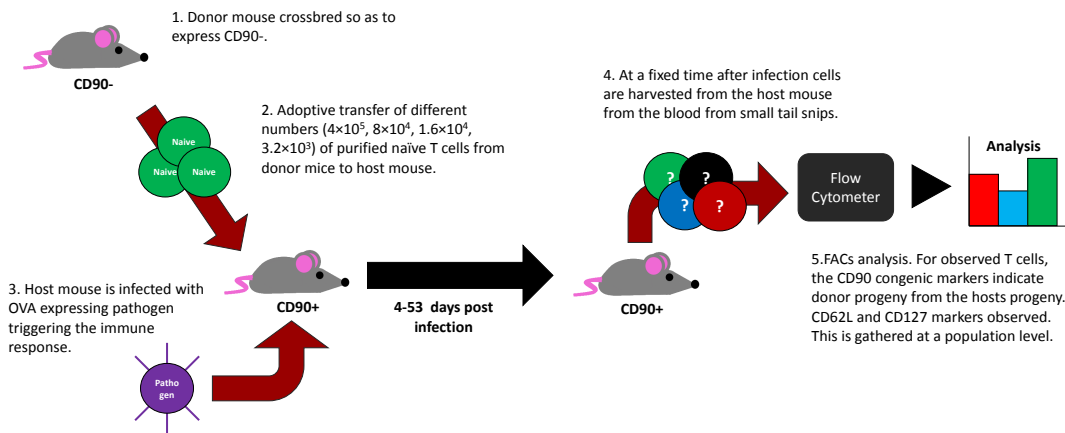 1. Donor mouse crossbred so as to
express CD90-.
CD90-
2. Adoptive transfer of different
numbers (4×10⁵, 8×10⁴, 1.6×10⁴,
3.2×10³) of purified naïve T cells from
donor mice to host mouse.
Naive
Naive
Naive
3. Host mouse is infected with
OVA expressing pathogen
triggering the immune
response.
Patho
gen
CD90+
4-53 days post
infection
CD90+
4. At a fixed time after infection cells
are harvested from the host mouse
from the blood from small tail snips.
?
?
?
?
Flow
Cytometer
Analysis
5.FACs analysis. For observed T cells,
the CD90 congenic markers indicate
donor progeny from the hosts progeny.
CD62L and CD127 markers observed.
This is gathered at a population level.